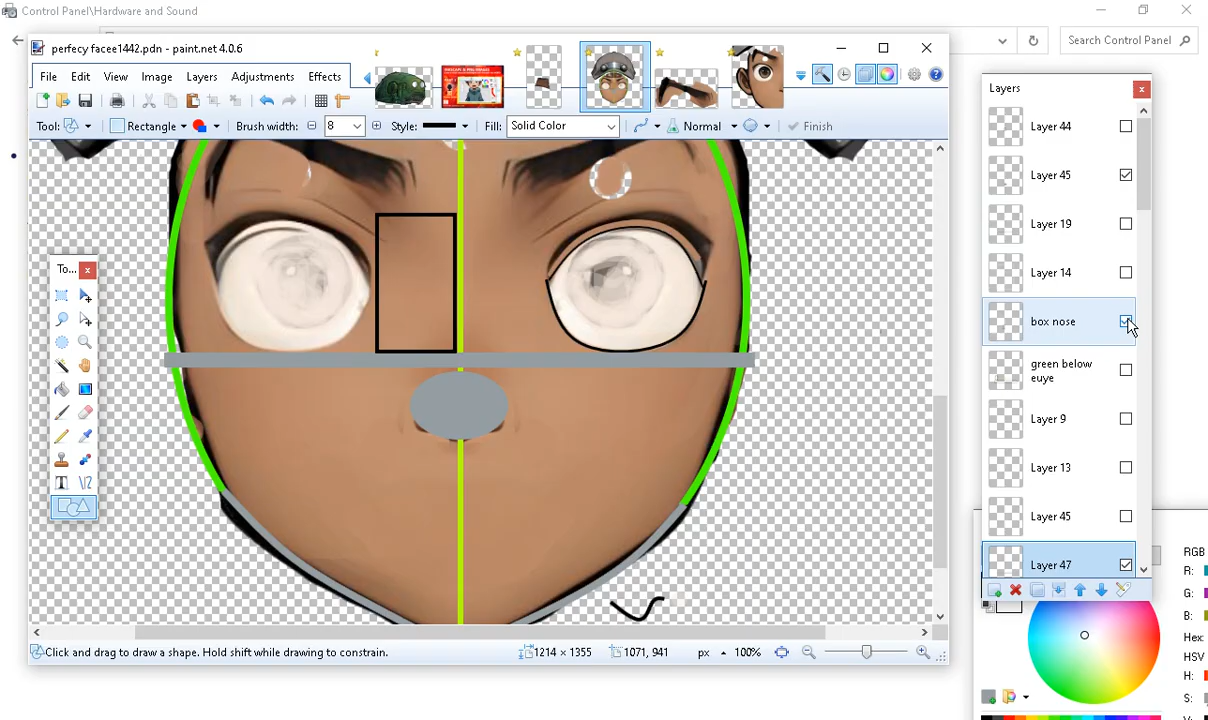 Control Panel\Hardware and Sound
Search Control Panel
perfecy facee1442.pdn - paint.net 4.0.6
File Edit View Image Layers Adjustments Effects
Tool: Rectangle Brush width: 8 Style: Fill: Solid Color Normal Finish
To...
Layers
Layer 44
Layer 45
Layer 19
Layer 14
box nose
green below
euye
Layer 9
Layer 13
Layer 45
Layer 47
RGB
R:
G:
B:
Hex:
HSV
H:
S:
Click and drag to draw a shape. Hold shift while drawing to constrain. 1214 × 1355 1071, 941 px 100%